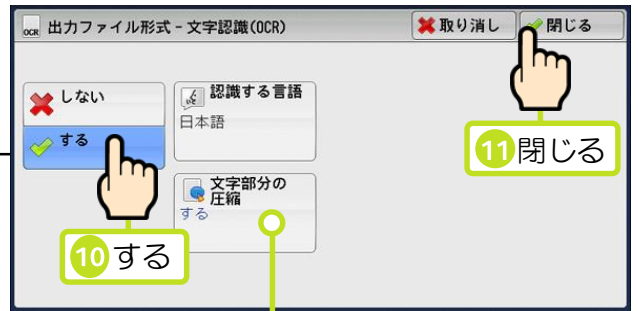 OCR 出力ファイル形式 - 文字認識(OCR)
取り消し
閉じる
しない
する
認識する言語
日本語
文字部分の
圧縮
する
10 する
11 閉じる